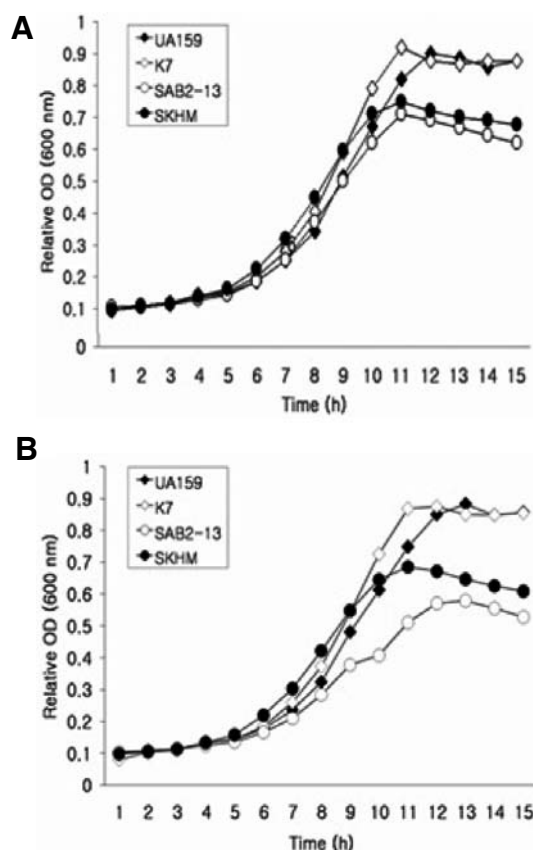 A
1
0.9
0.8
0.7
0.6
0.5
0.4
0.3
0.2
0.1
0
Relative OD (600 nm)
UA159
K7
SAB2-13
SKHM
1 2 3 4 5 6 7 8 9 10 11 12 13 14 15
Time (h)
B
1
0.9
0.8
0.7
0.6
0.5
0.4
0.3
0.2
0.1
0
Relative OD (600 nm)
UA159
K7
SAB2-13
SKHM
1 2 3 4 5 6 7 8 9 10 11 12 13 14 15
Time (h)